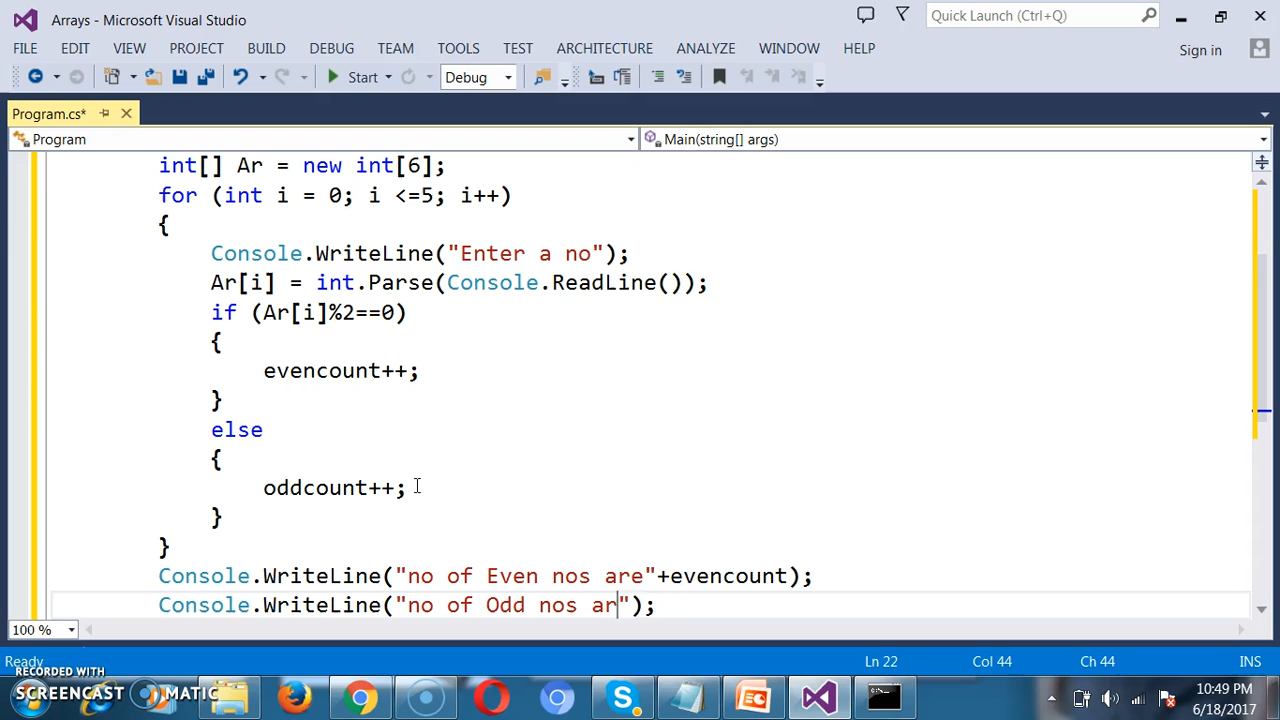 Arrays - Microsoft Visual Studio
Quick Launch (Ctrl+Q)
FILE EDIT VIEW PROJECT BUILD DEBUG TEAM TOOLS TEST ARCHITECTURE ANALYZE WINDOW HELP
Sign in
Start Debug
Program.cs*
Program Main(string[] args)
int[] Ar = new int[6];
for (int i = 0; i <=5; i++)
{
Console.WriteLine("Enter a no");
Ar[i] = int.Parse(Console.ReadLine());
if (Ar[i]%2==0)
{
evencount++;
}
else
{
oddcount++;
}
}
Console.WriteLine("no of Even nos are"+evencount);
Console.WriteLine("no of Odd nos ar");
100 %
Ready Ln 22 Col 44 Ch 44 INS
RECORDED WITH
SCREENCAST MATIC
10:49 PM
6/18/2017